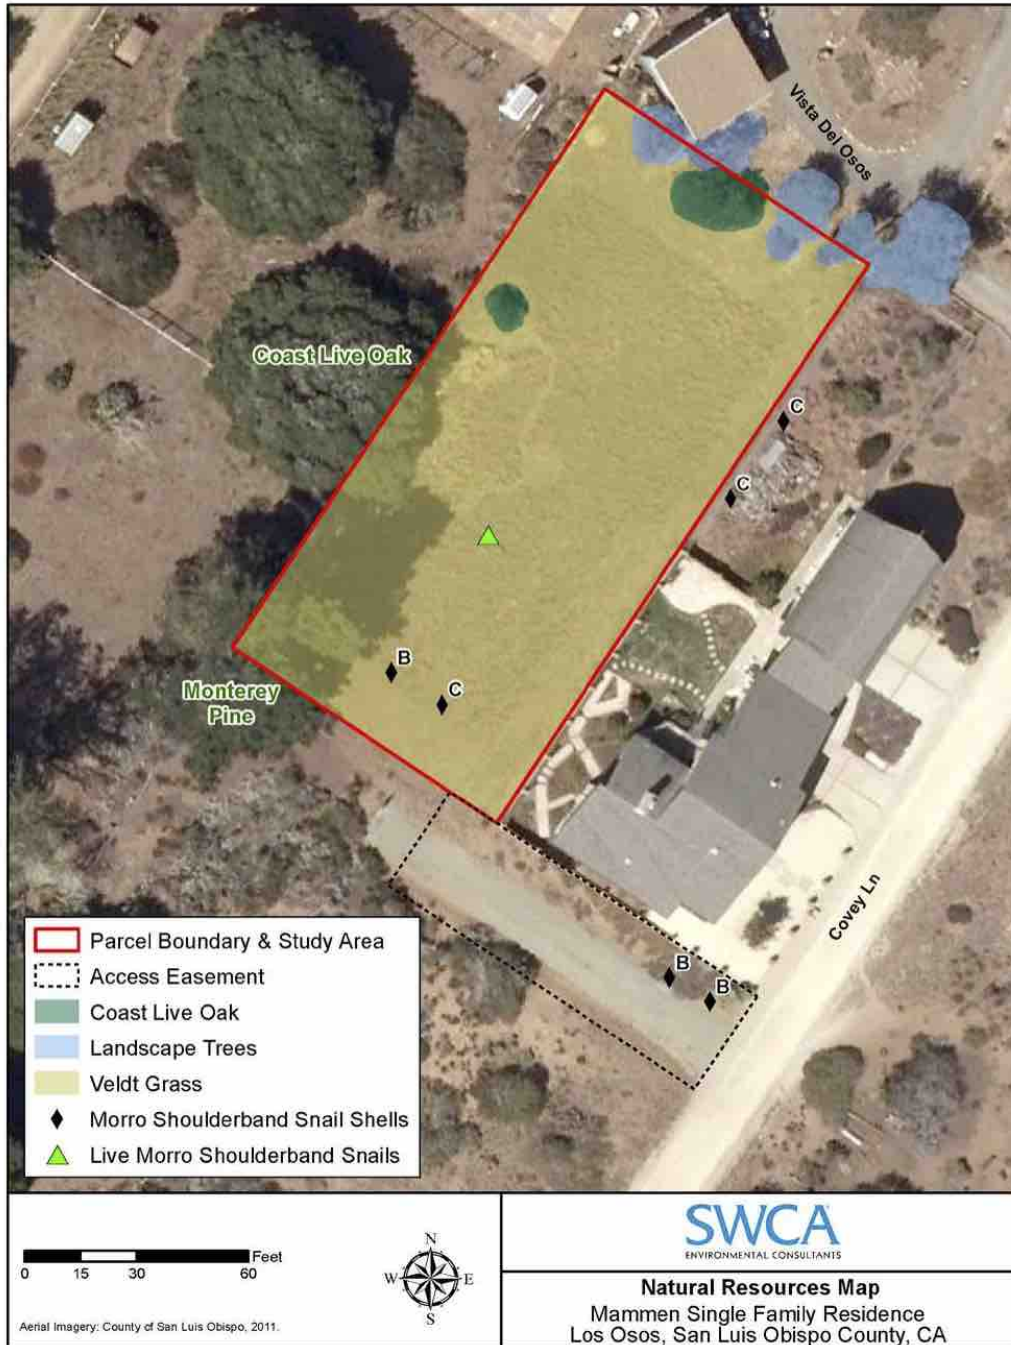 Vista Del Osos
Coast Live Oak
C
C
B
C
Monterey
Pine
B
B
Covey Ln
Parcel Boundary & Study Area
Access Easement
Coast Live Oak
Landscape Trees
Veldt Grass
Morro Shoulderband Snail Shells
Live Morro Shoulderband Snails
Feet
0 15 30 60
Aerial Imagery: County of San Luis Obispo, 2011.
N
W E
S
SWCA
ENVIRONMENTAL CONSULTANTS
Natural Resources Map
Mammen Single Family Residence
Los Osos, San Luis Obispo County, CA